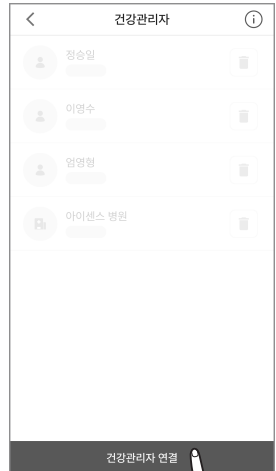 건강관리자
정승일
이영수
엄영형
아이센스 병원
건강관리자 연결